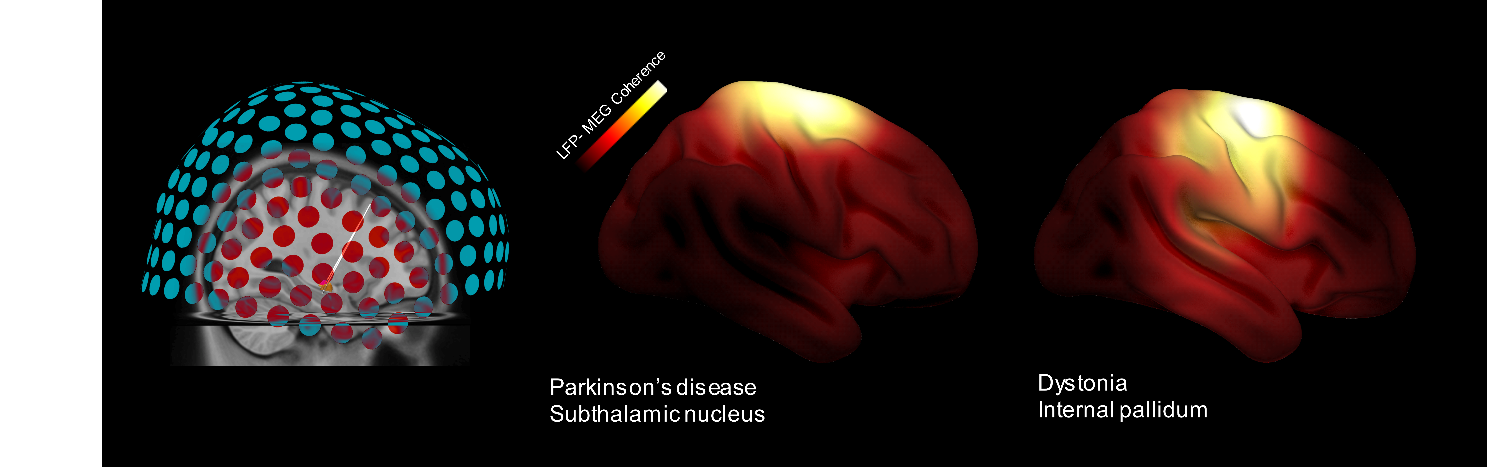 LFP- MEG Coherence
Parkinson's disease
Subthalamic nucleus
Dystonia
Internal pallidum